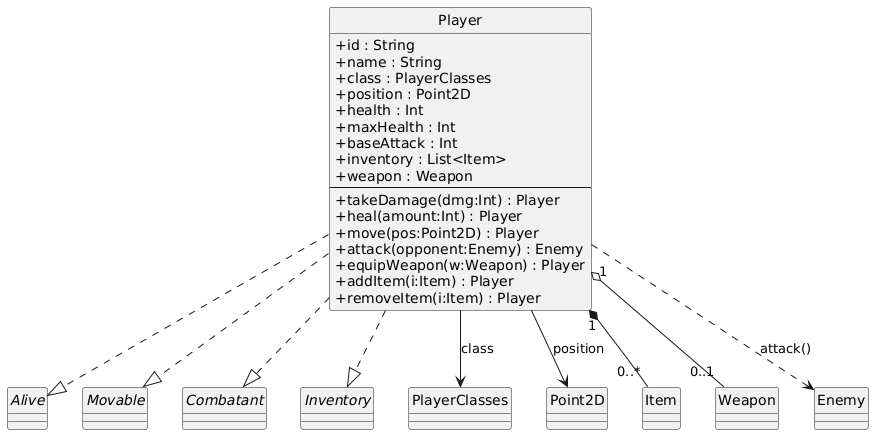 Player
+id : String
+name : String
+class : PlayerClasses
+position : Point2D
+health : Int
+maxHealth : Int
+baseAttack : Int
+inventory : List<Item>
+weapon : Weapon
+takeDamage(dmg:Int) : Player
+heal(amount:Int) : Player
+move(pos:Point2D) : Player
+attack(opponent:Enemy) : Enemy
+equipWeapon(w:Weapon) : Player
+addItem(i:Item) : Player
+removeItem(i:Item) : Player
1
1
class
position
attack()
0..*
0..1
Alive
Movable
Combatant
Inventory
PlayerClasses
Point2D
Item
Weapon
Enemy